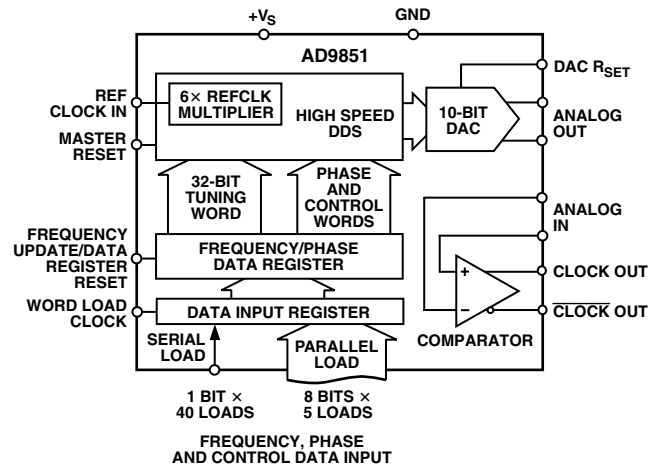 +VS
GND
AD9851
REF
CLOCK IN
6× REFCLK
MULTIPLIER
HIGH SPEED
DDS
10-BIT
DAC
DAC RSET
ANALOG
OUT
MASTER
RESET
32-BIT
TUNING
WORD
PHASE
AND
CONTROL
WORDS
ANALOG
IN
FREQUENCY
UPDATE/DATA
REGISTER
RESET
FREQUENCY/PHASE
DATA REGISTER
+
CLOCK OUT
WORD LOAD
CLOCK
DATA INPUT REGISTER
–
CLOCK OUT
COMPARATOR
SERIAL
LOAD
PARALLEL
LOAD
1 BIT ×
40 LOADS
8 BITS ×
5 LOADS
FREQUENCY, PHASE
AND CONTROL DATA INPUT